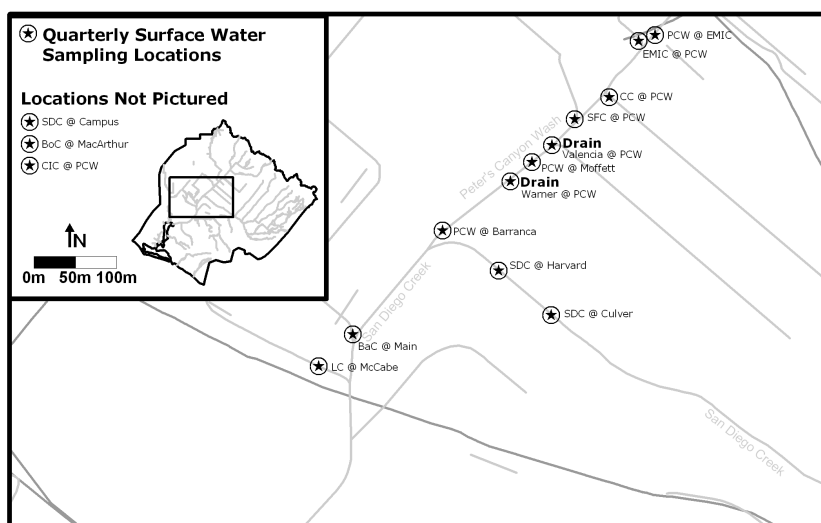 Quarterly Surface Water
Sampling Locations
Locations Not Pictured
SDC @ Campus
BoC @ MacArthur
CIC @ PCW
N
0m 50m 100m
PCW @ EMIC
EMIC @ PCW
CC @ PCW
SFC @ PCW
Peter's Canyon Wash
Drain
Valencia @ PCW
PCW @ Moffett
Drain
Warner @ PCW
PCW @ Barranca
SDC @ Harvard
San Diego Creek
SDC @ Culver
BaC @ Main
LC @ McCabe
San Diego Creek